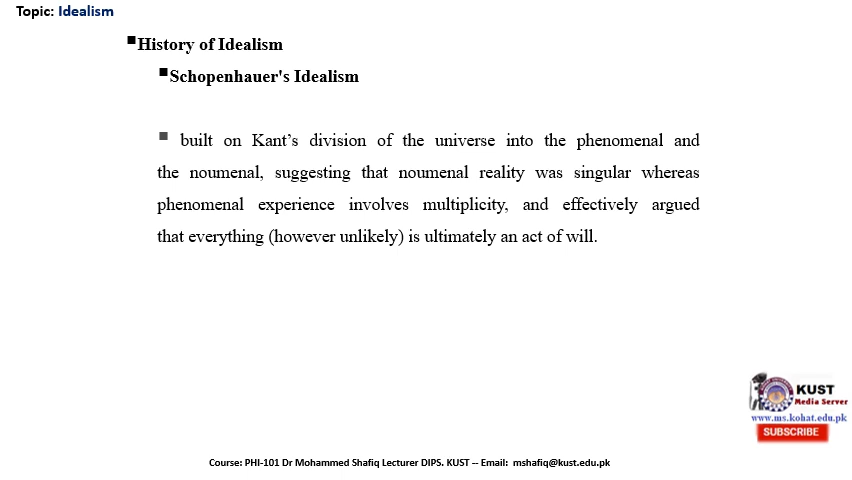 Topic: Idealism
▪History of Idealism
▪Schopenhauer's Idealism
▪ built on Kant’s division of the universe into the phenomenal and
the noumenal, suggesting that noumenal reality was singular whereas
phenomenal experience involves multiplicity, and effectively argued
that everything (however unlikely) is ultimately an act of will.
KUST
Media Server
www.ms.kohat.edu.pk
SUBSCRIBE
Course: PHI-101 Dr Mohammed Shafiq Lecturer DIPS. KUST -- Email: mshafiq@kust.edu.pk